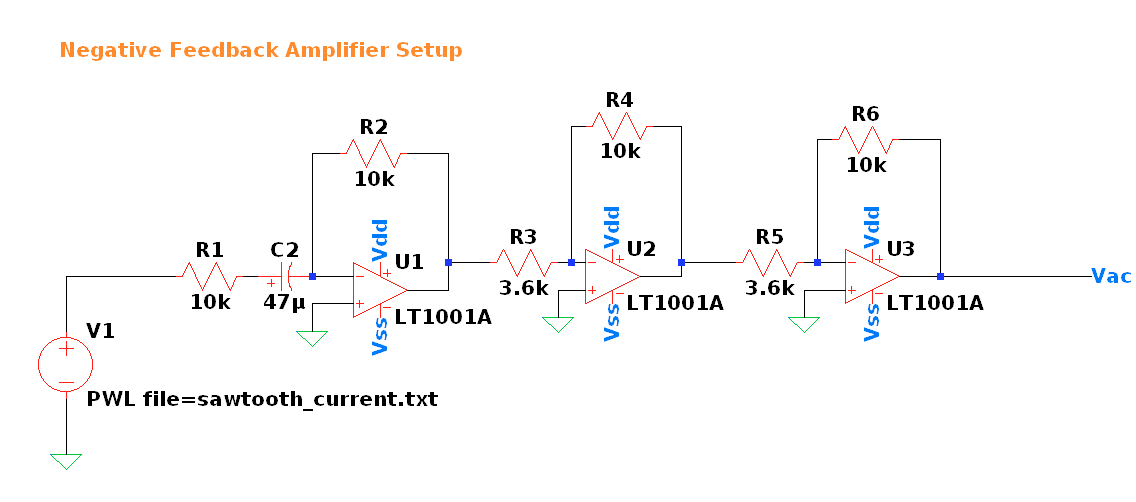 Negative Feedback Amplifier Setup
R4
R6
R2
10k
10k
10k
Vdd
Vdd
Vdd
R1
C2
U1
R3
U2
R5
U3
+
10k
47µ
3.6k
3.6k
Vac
LT1001A
LT1001A
LT1001A
Vss
Vss
Vss
V1
PWL file=sawtooth_current.txt